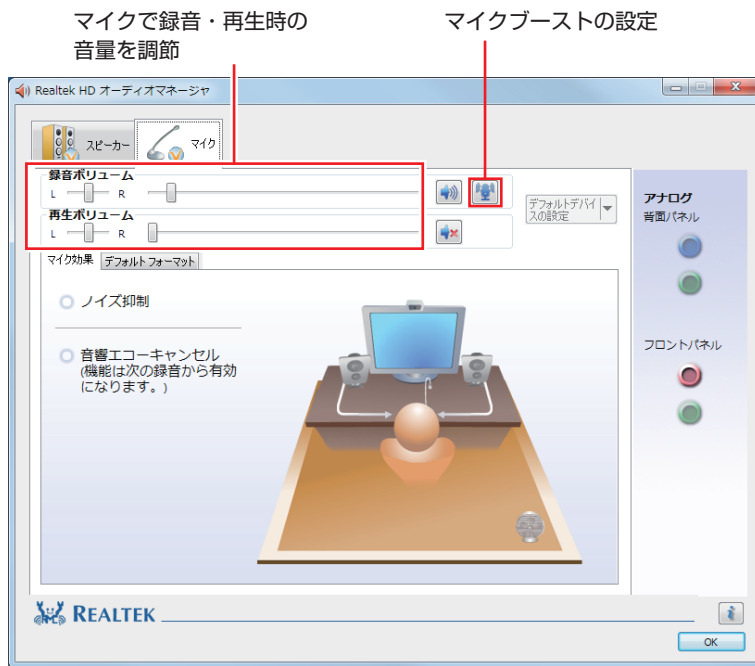 マイクで録音・再生時の
音量を調節
マイクブーストの設定
Realtek HD オーディオマネージャ
スピーカー
マイク
録音ボリューム
L R
再生ボリューム
L R
デフォルトデバイ
スの設定
マイク効果 デフォルトフォーマット
ノイズ抑制
音響エコーキャンセル
(機能は次の録音から有効
になります。)
アナログ
背面パネル
フロントパネル
REALTEK
i
OK